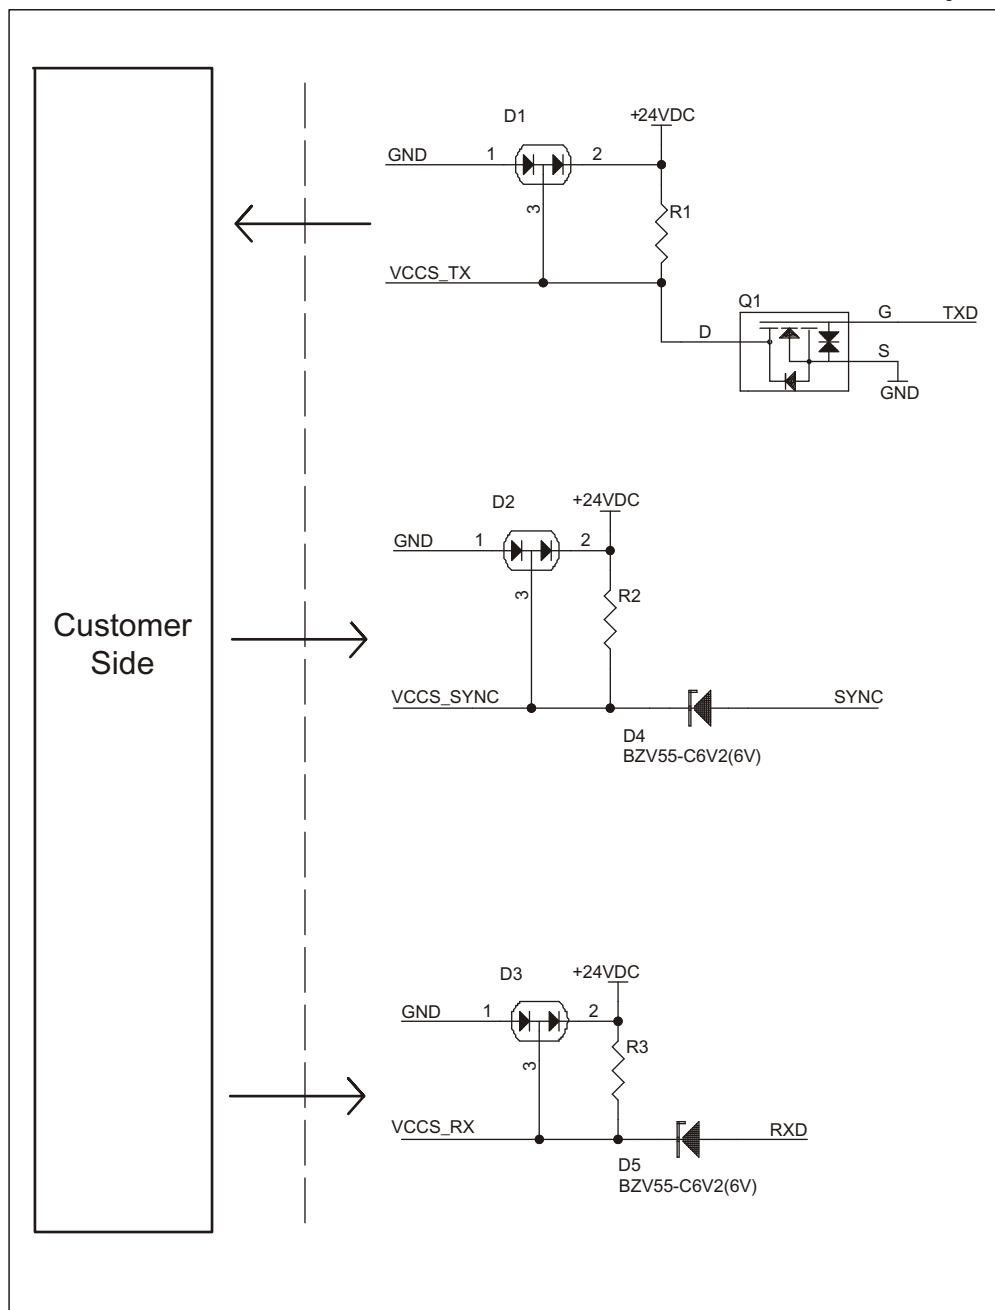 D1
+24VDC
GND
1
2
3
R1
VCCS_TX
Q1
D
G
TXD
S
GND
D2
+24VDC
GND
1
2
3
R2
Customer
Side
VCCS_SYNC
SYNC
D4
BZV55-C6V2(6V)
D3
+24VDC
GND
1
2
3
R3
VCCS_RX
RXD
D5
BZV55-C6V2(6V)